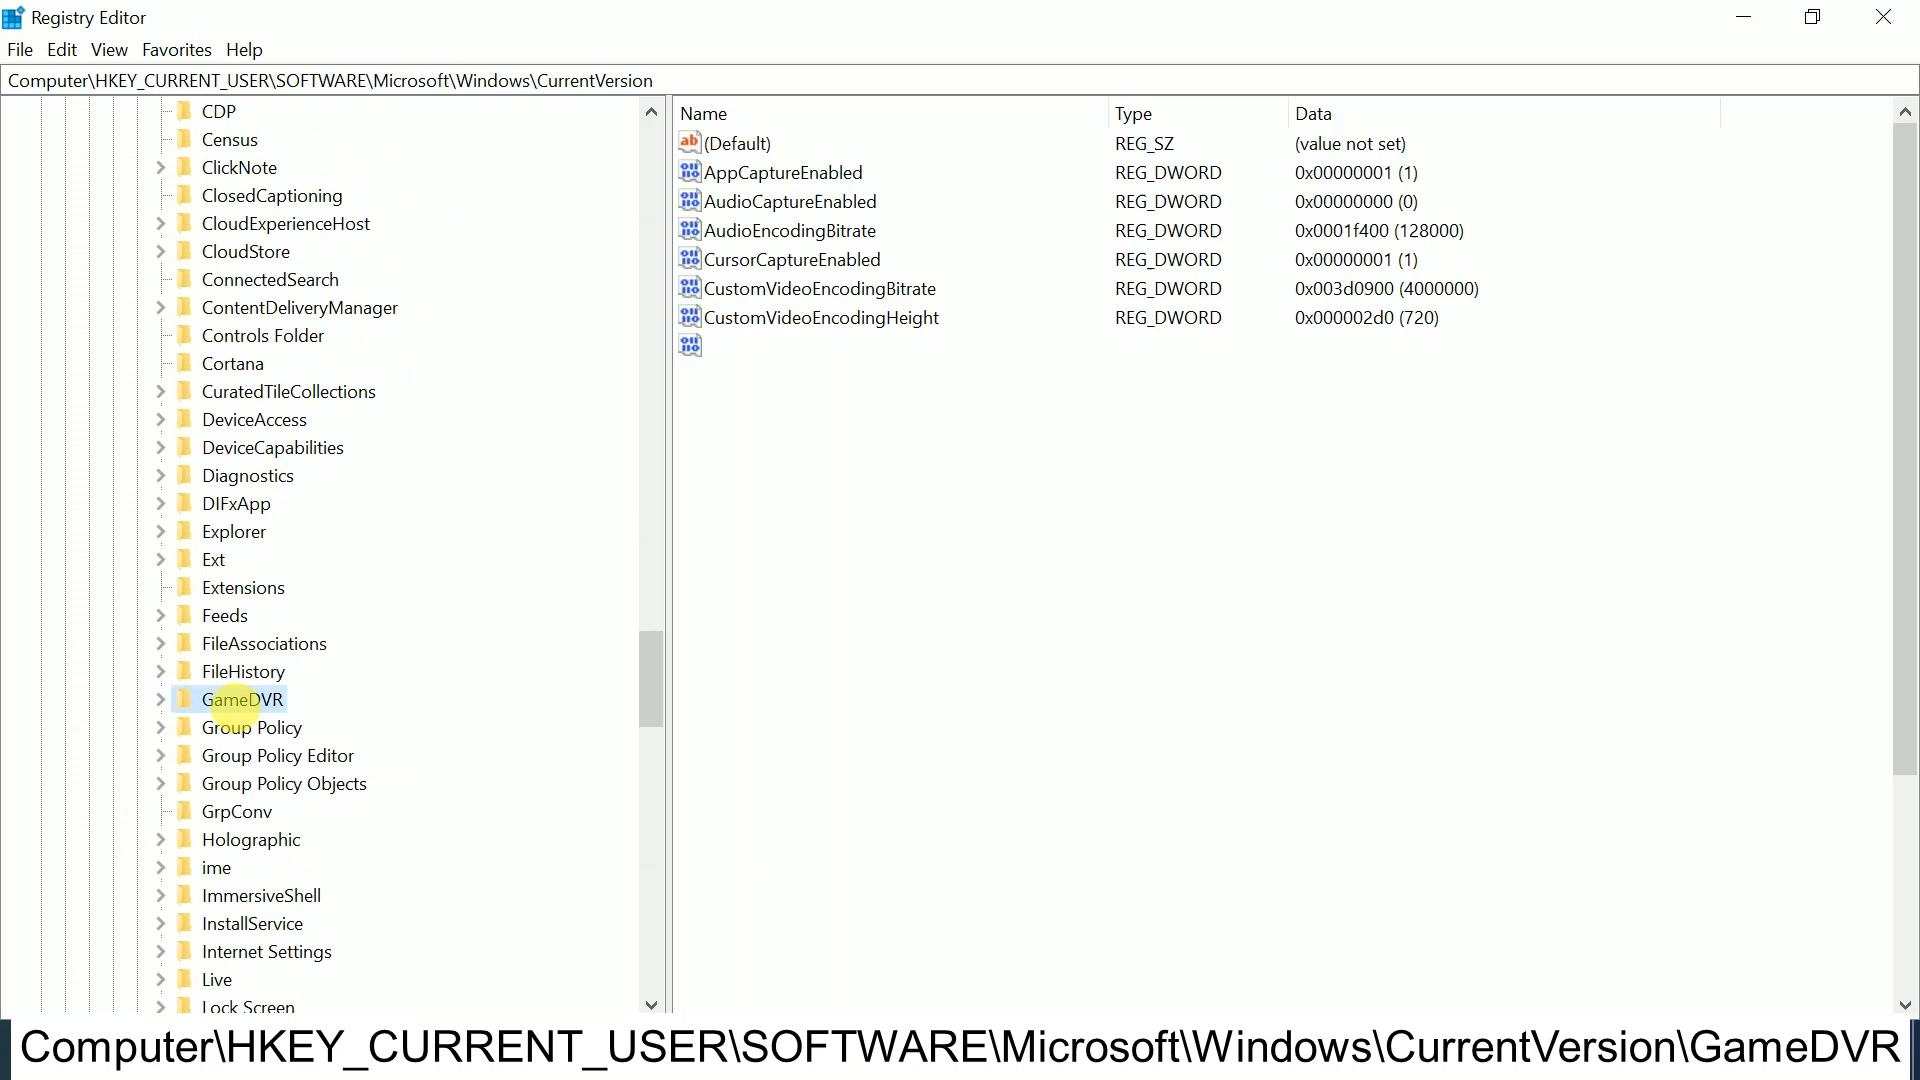 Registry Editor
File Edit View Favorites Help
Computer\HKEY_CURRENT_USER\SOFTWARE\Microsoft\Windows\CurrentVersion
CDP
Census
ClickNote
ClosedCaptioning
CloudExperienceHost
CloudStore
ConnectedSearch
ContentDeliveryManager
Controls Folder
Cortana
CuratedTileCollections
DeviceAccess
DeviceCapabilities
Diagnostics
DIFxApp
Explorer
Ext
Extensions
Feeds
FileAssociations
FileHistory
GameDVR
Group Policy
Group Policy Editor
Group Policy Objects
GrpConv
Holographic
ime
ImmersiveShell
InstallService
Internet Settings
Live
Lock Screen
Name Type Data
(Default) REG_SZ (value not set)
AppCaptureEnabled REG_DWORD 0x00000001 (1)
AudioCaptureEnabled REG_DWORD 0x00000000 (0)
AudioEncodingBitrate REG_DWORD 0x0001f400 (128000)
CursorCaptureEnabled REG_DWORD 0x00000001 (1)
CustomVideoEncodingBitrate REG_DWORD 0x003d0900 (4000000)
CustomVideoEncodingHeight REG_DWORD 0x000002d0 (720)
Computer\HKEY_CURRENT_USER\SOFTWARE\Microsoft\Windows\CurrentVersion\GameDVR